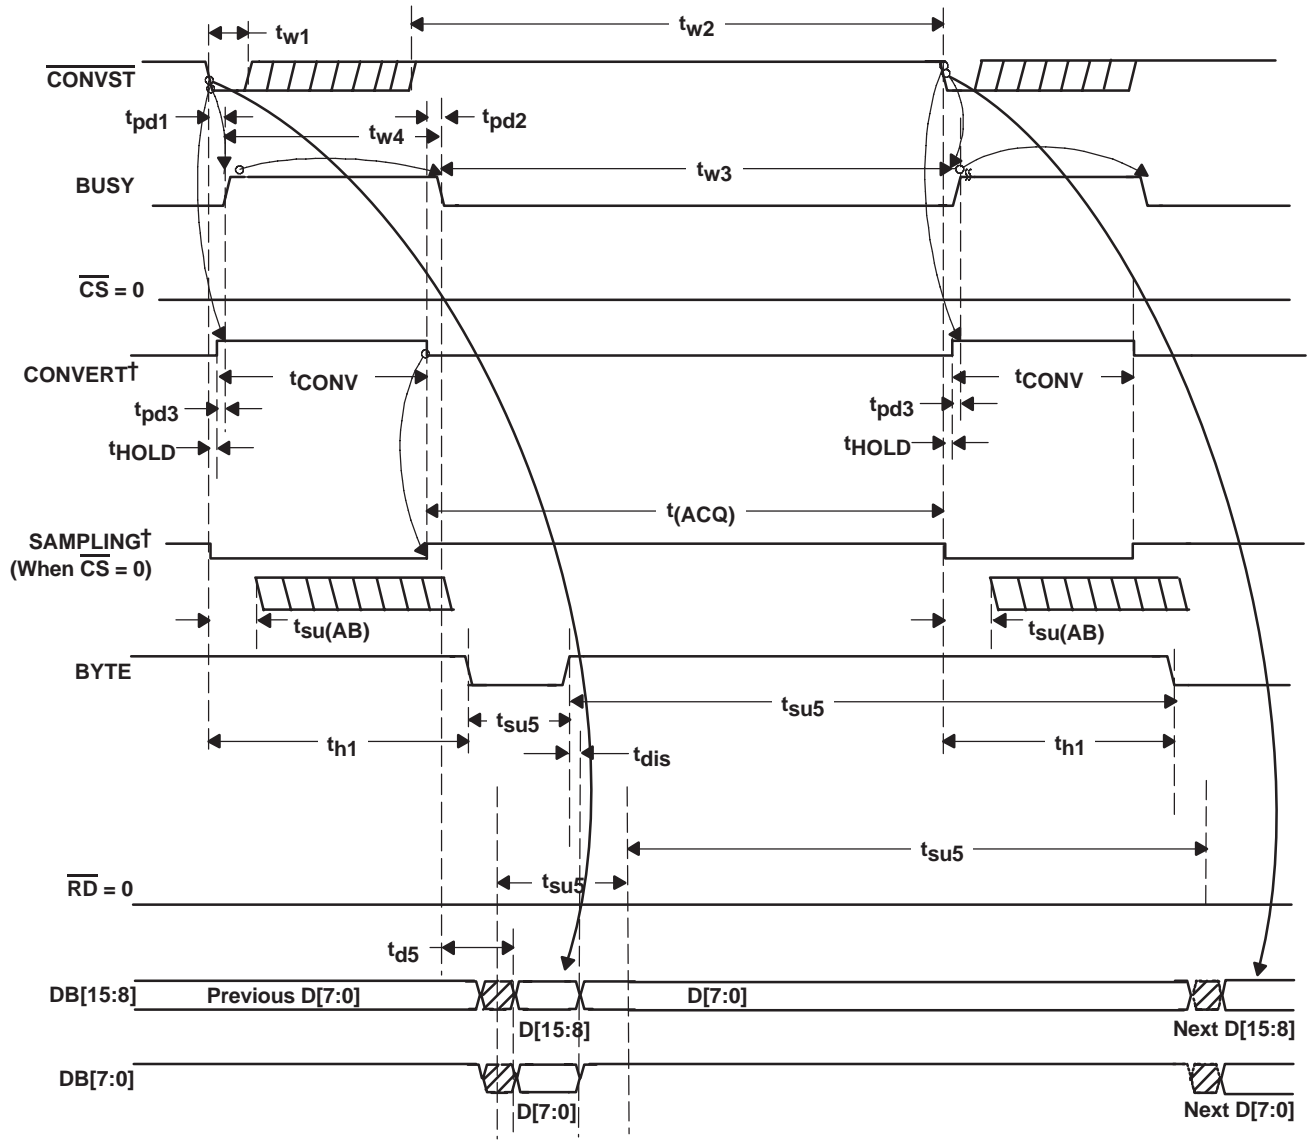 tw1
tw2
CONVST
tpd1
tw4
tpd2
tw3
BUSY
CS = 0
CONVERT†
tCONV
tCONV
tpd3
tpd3
tHOLD
tHOLD
t(ACQ)
SAMPLING†
(When CS = 0)
tsu(AB)
tsu(AB)
BYTE
tsu5
tsu5
th1
th1
tdis
tsu5
tsu5
RD = 0
td5
DB[15:8]
Previous D[7:0]
D[7:0]
D[15:8]
Next D[15:8]
DB[7:0]
D[7:0]
Next D[7:0]